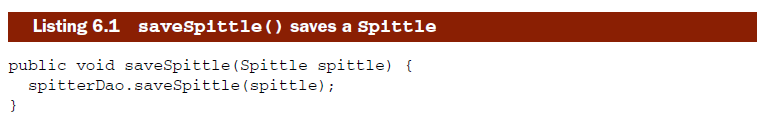 Listing 6.1 saveSpittle() saves a Spittle
public void saveSpittle(Spittle spittle) {
  spitterDao.saveSpittle(spittle);
}